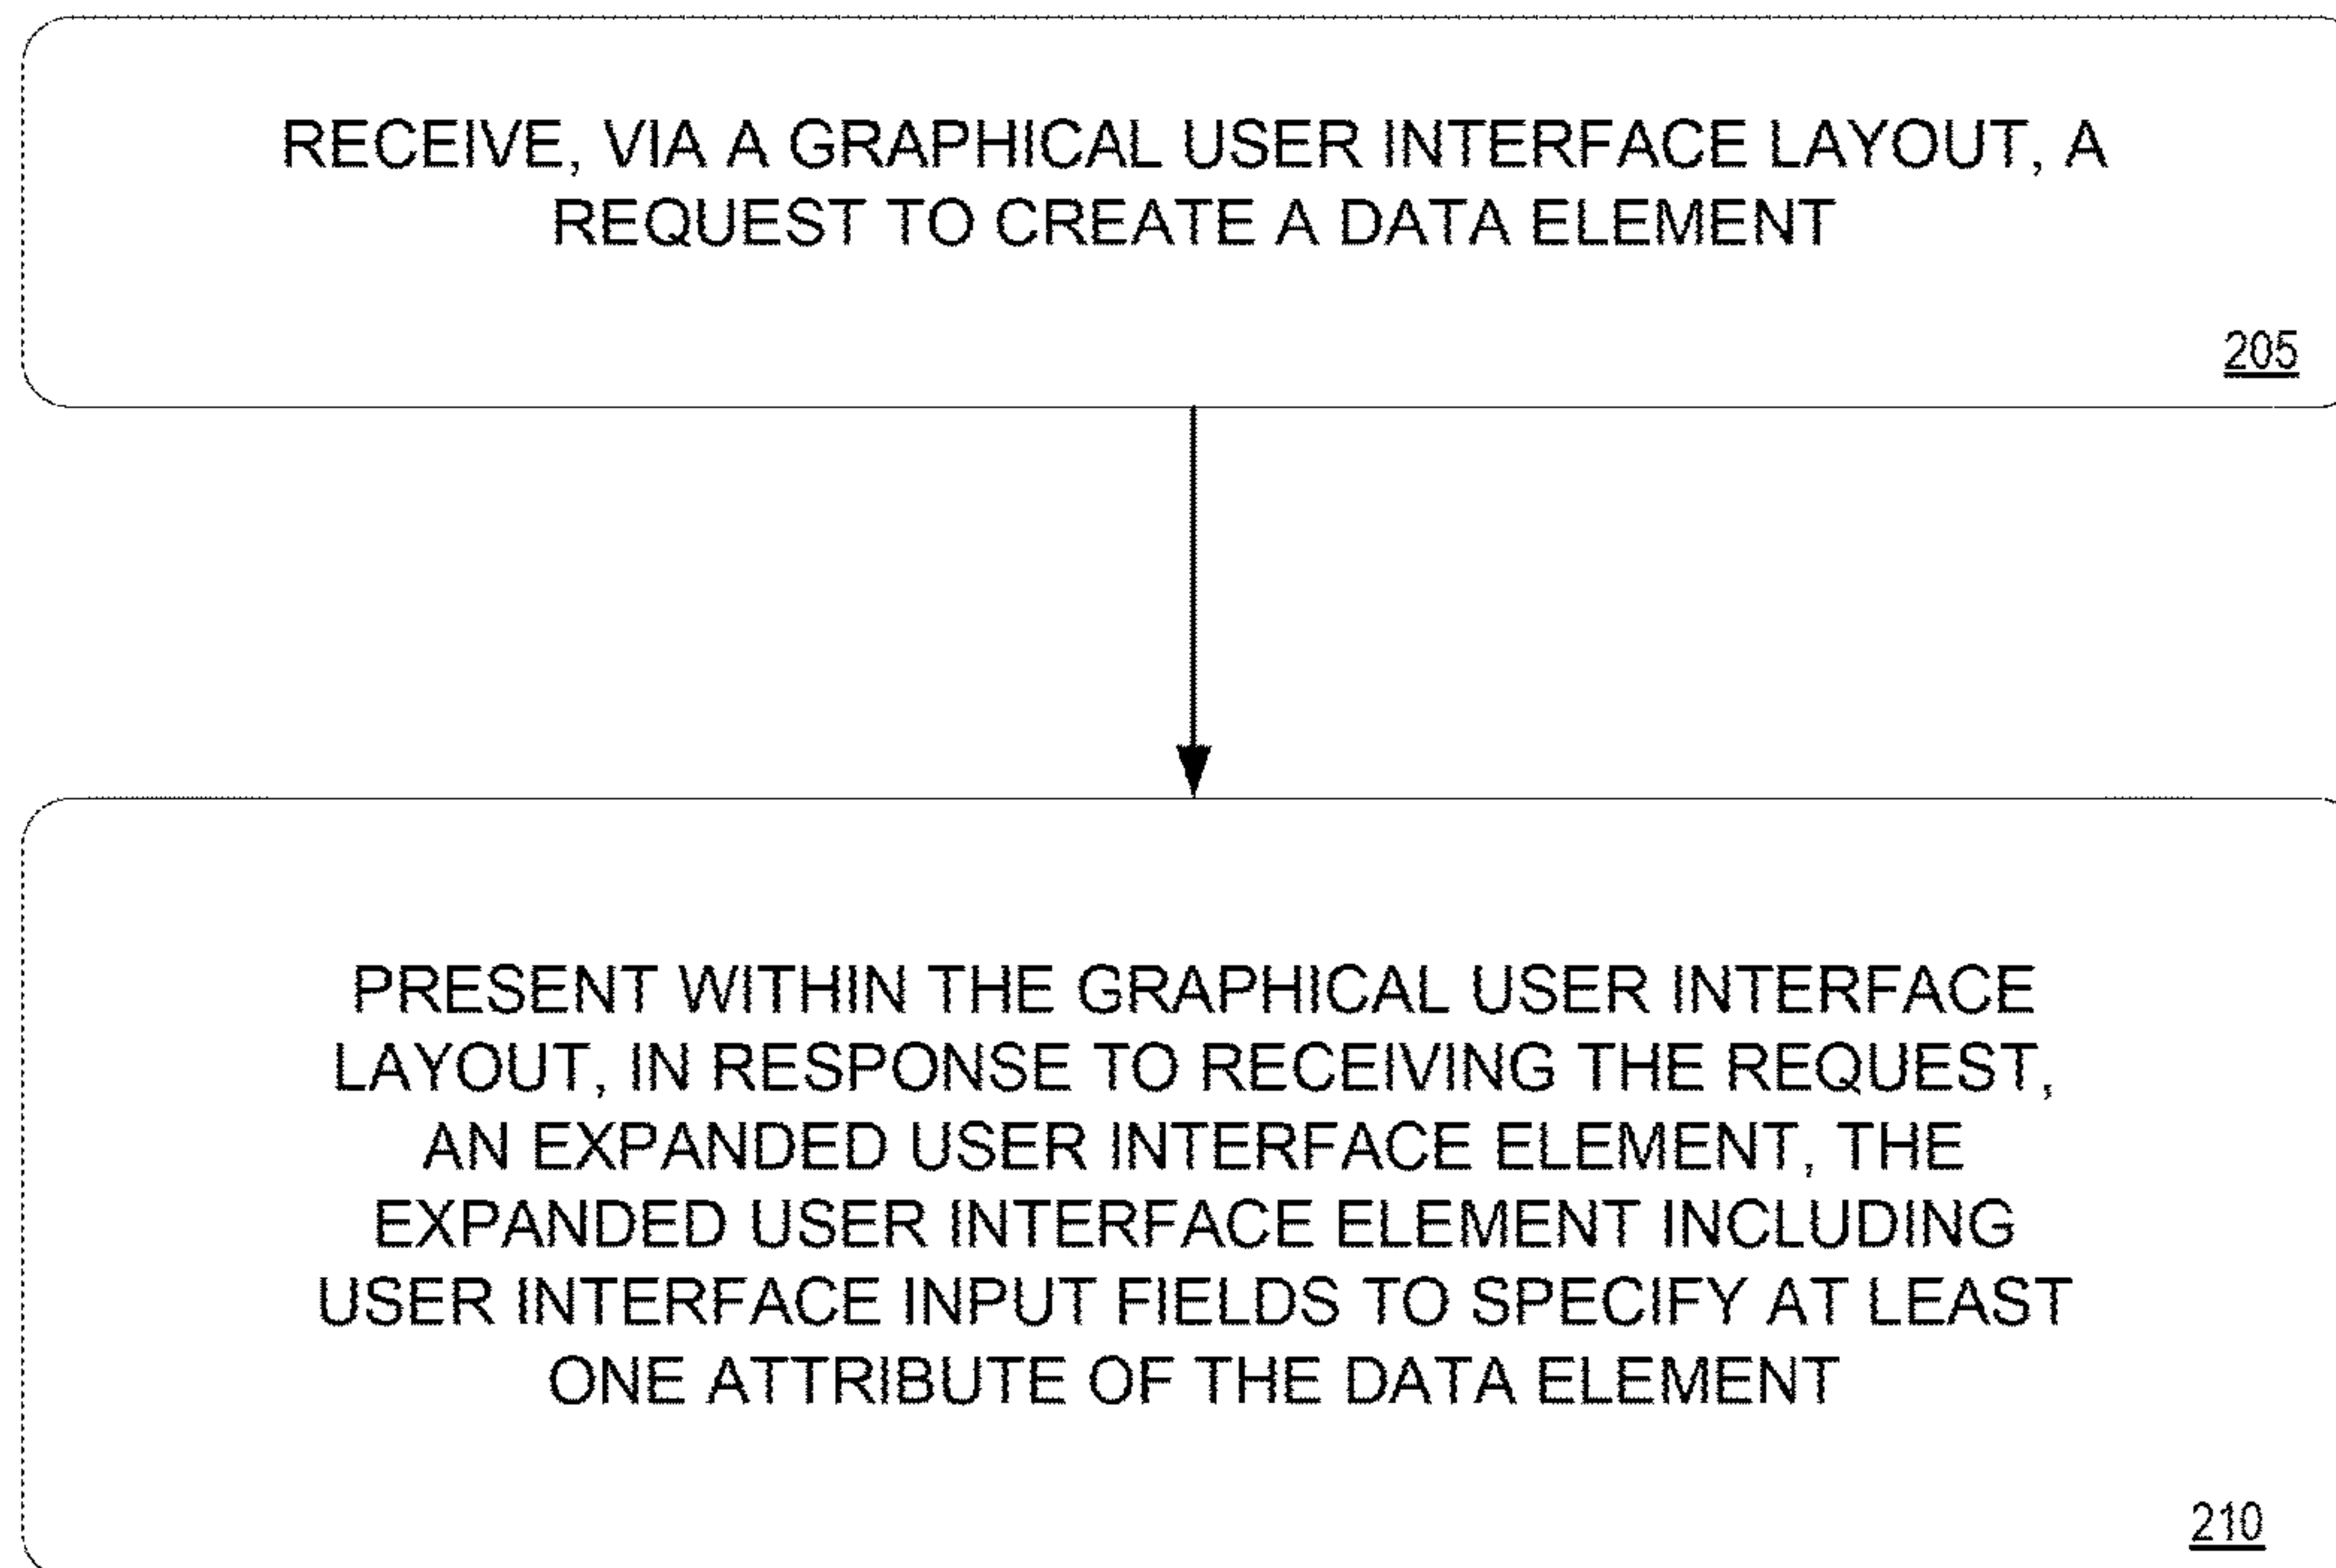 RECEIVE, VIA A GRAPHICAL USER INTERFACE LAYOUT, A
REQUEST TO CREATE A DATA ELEMENT
205
PRESENT WITHIN THE GRAPHICAL USER INTERFACE
LAYOUT, IN RESPONSE TO RECEIVING THE REQUEST,
AN EXPANDED USER INTERFACE ELEMENT, THE
EXPANDED USER INTERFACE ELEMENT INCLUDING
USER INTERFACE INPUT FIELDS TO SPECIFY AT LEAST
ONE ATTRIBUTE OF THE DATA ELEMENT
210